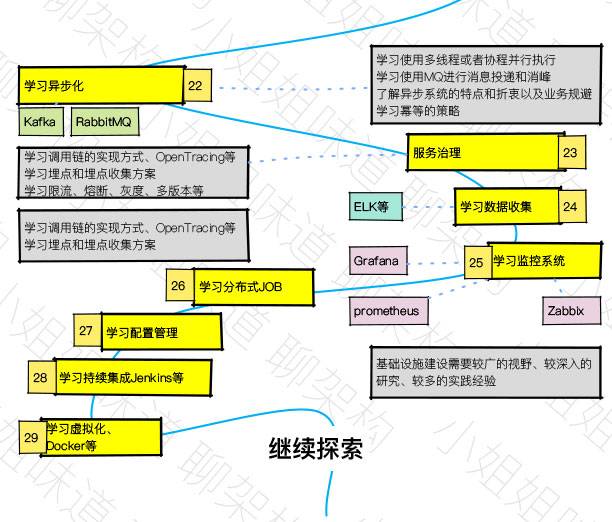 学习异步化
22
Kafka
RabbitMQ
学习使用多线程或者协程并行执行
学习使用MQ进行消息投递和消峰
了解异步系统的特点和折衷以及业务规避
学习幂等的策略
服务治理
23
学习调用链的实现方式、OpenTracing等
学习埋点和埋点收集方案
学习限流、熔断、灰度、多版本等
ELK等
学习数据收集
24
学习调用链的实现方式、OpenTracing等
学习埋点和埋点收集方案
25
学习监控系统
Grafana
prometheus
Zabbix
26
学习分布式JOB
27
学习配置管理
28
学习持续集成Jenkins等
基础设施建设需要较广的视野、较深入的
研究、较多的实践经验
29
学习虚拟化、
Docker等
继续探索
小姐姐味道
聊架构